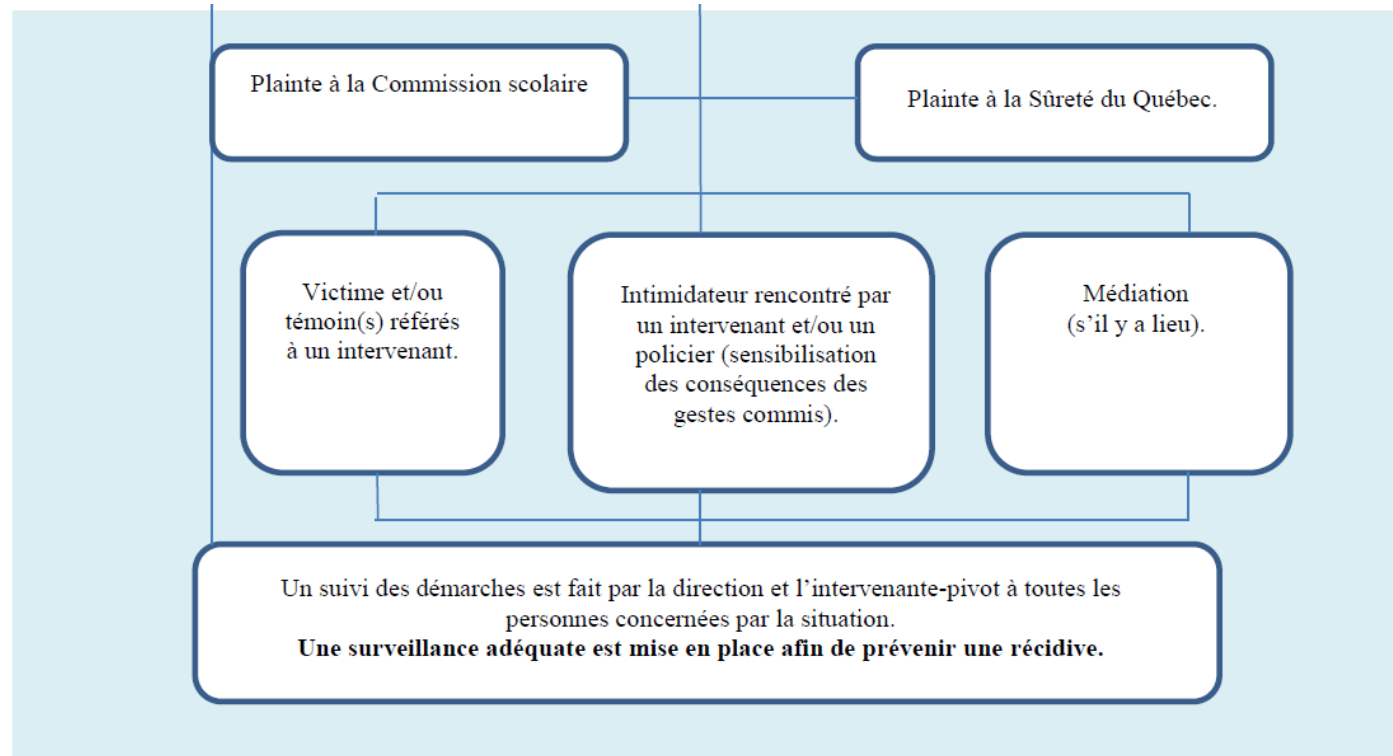 Plainte à la Commission scolaire
Plainte à la Sûreté du Québec.
Victime et/ou
témoin(s) référés
à un intervenant.
Intimidateur rencontré par
un intervenant et/ou un
policier (sensibilisation
des conséquences des
gestes commis).
Médiation
(s’il y a lieu).
Un suivi des démarches est fait par la direction et l’intervenante-pivot à toutes les
personnes concernées par la situation.
Une surveillance adéquate est mise en place afin de prévenir une récidive.